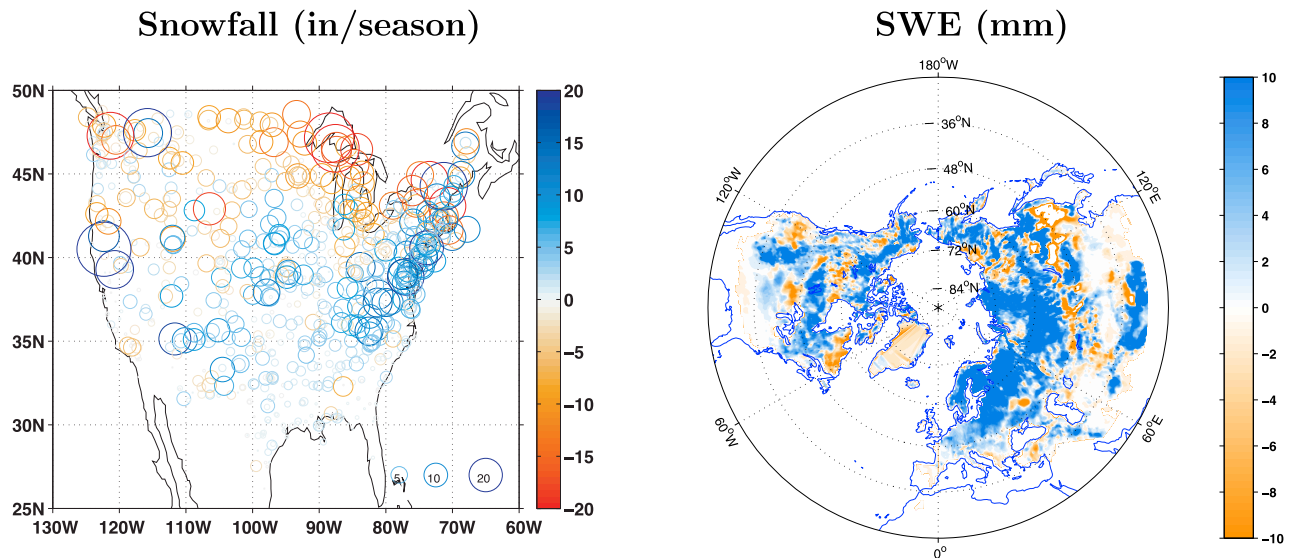 Snowfall (in/season)
SWE (mm)
50N
45N
40N
35N
30N
25N
130W 120W 110W 100W 90W 80W 70W 60W
5 10 20
20
15
10
5
0
−5
−10
−15
−20
180°W
36°N
48°N
60°N
72°N
84°N
120°W
120°E
60°W
60°E
0°
10
8
6
4
2
0
−2
−4
−6
−8
−10